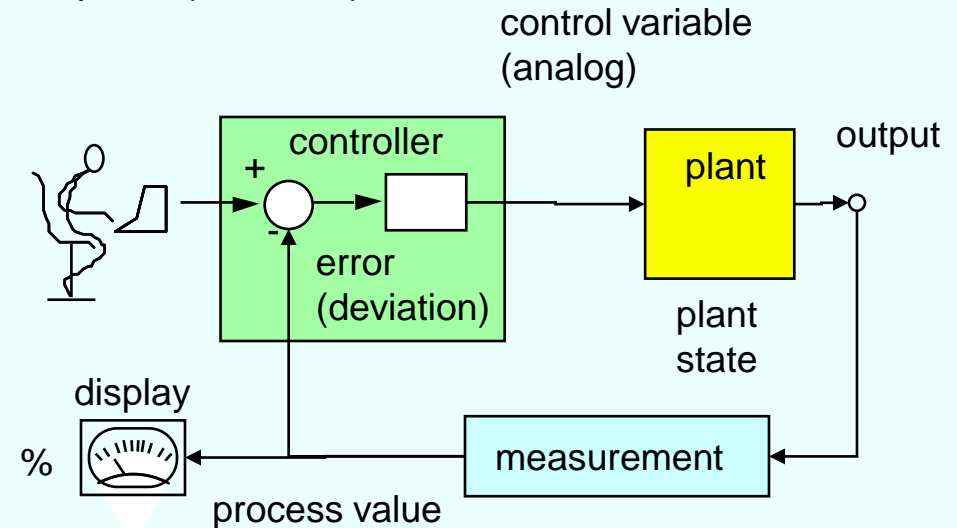 control variable
(analog)
controller
+
-
error
(deviation)
plant
output
plant
state
display
%
measurement
process value